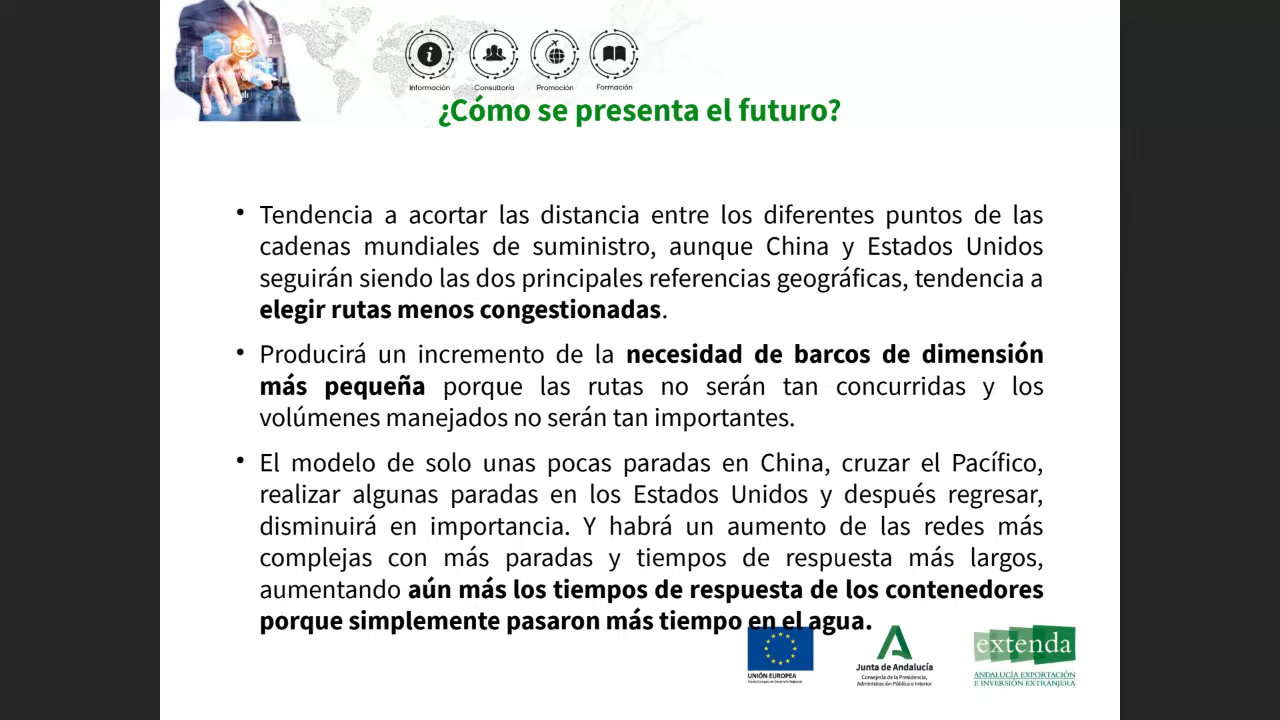 Información Consultoría Promoción Formación
¿Cómo se presenta el futuro?
• Tendencia a acortar las distancia entre los diferentes puntos de las
cadenas mundiales de suministro, aunque China y Estados Unidos
seguirán siendo las dos principales referencias geográficas, tendencia a
elegir rutas menos congestionadas.
• Producirá un incremento de la necesidad de barcos de dimensión
más pequeña porque las rutas no serán tan concurridas y los
volúmenes manejados no serán tan importantes.
• El modelo de solo unas pocas paradas en China, cruzar el Pacífico,
realizar algunas paradas en los Estados Unidos y después regresar,
disminuirá en importancia. Y habrá un aumento de las redes más
complejas con más paradas y tiempos de respuesta más largos,
aumentando aún más los tiempos de respuesta de los contenedores
porque simplemente pasaron más tiempo en el agua.
UNIÓN EUROPEA
Fondo Europeo de Desarrollo Regional
Junta de Andalucía
Consejería de la Presidencia,
Administración Pública e Interior
extenda
ANDALUCÍA EXPORTACIÓN
E INVERSIÓN EXTRANJERA